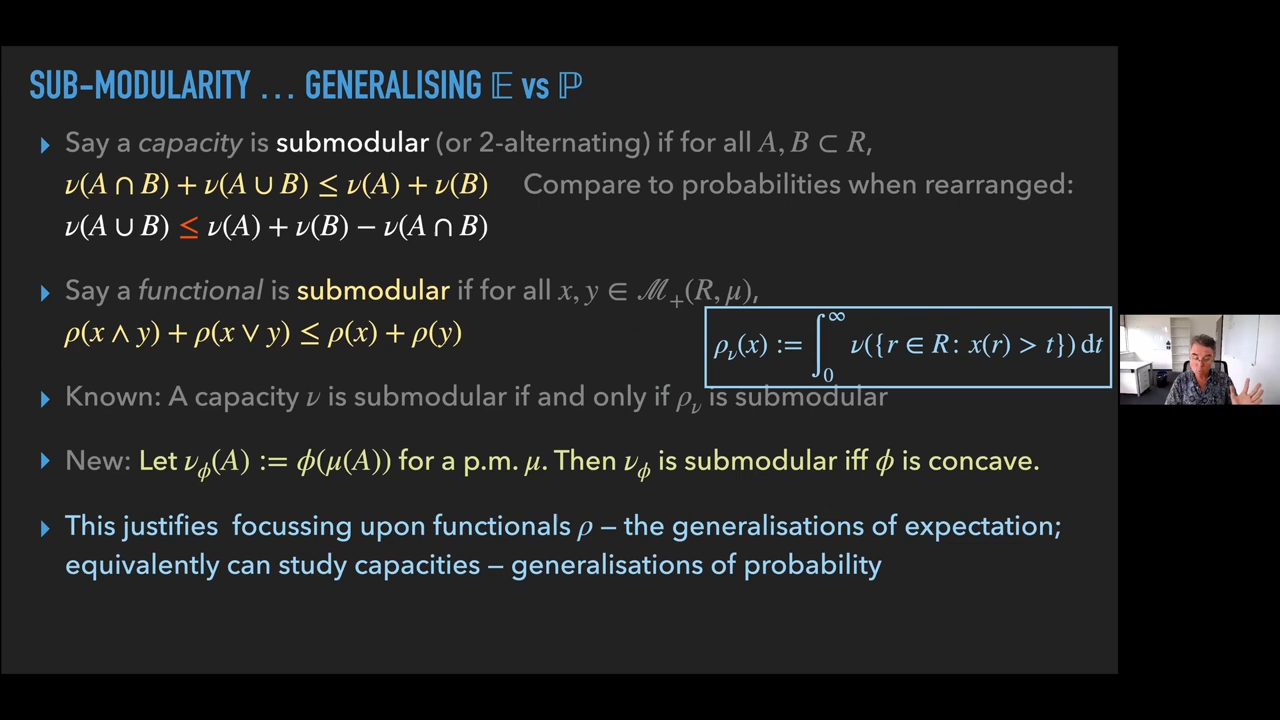 SUB-MODULARITY … GENERALISING 𝔼 vs ℙ
▸ Say a capacity is submodular (or 2-alternating) if for all A, B ⊂ R,
ν(A ∩ B) + ν(A ∪ B) ≤ ν(A) + ν(B) Compare to probabilities when rearranged:
ν(A ∪ B) ≤ ν(A) + ν(B) − ν(A ∩ B)
▸ Say a functional is submodular if for all x, y ∈ ℳ₊(R, μ),
ρ(x ∧ y) + ρ(x ∨ y) ≤ ρ(x) + ρ(y)
ρ_ν(x) := ∫₀^∞ ν({r ∈ R: x(r) > t}) dt
▸ Known: A capacity ν is submodular if and only if ρ_ν is submodular
▸ New: Let ν_ϕ(A) := ϕ(μ(A)) for a p.m. μ. Then ν_ϕ is submodular iff ϕ is concave.
▸ This justifies focussing upon functionals ρ – the generalisations of expectation;
equivalently can study capacities – generalisations of probability